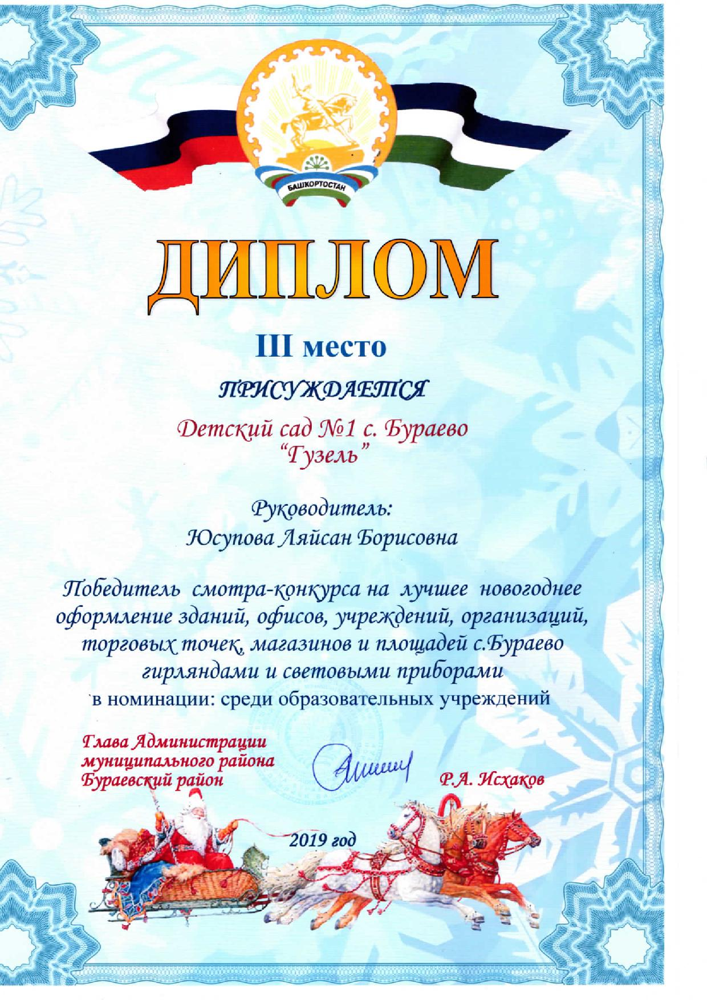 БАШКОРТОСТАН
ДИПЛОМ
III место
ПРИСУЖДАЕТСЯ
Детский сад №1 с. Бураево
“Гузель”
Руководитель:
Юсупова Ляйсан Борисовна
Победитель смотра-конкурса на лучшее новогоднее
оформление зданий, офисов, учреждений, организаций,
торговых точек, магазинов и площадей с.Бураево
гирляндами и световыми приборами
в номинации: среди образовательных учреждений
Глава Администрации
муниципального района
Бураевский район
Р.А. Исхаков
2019 год